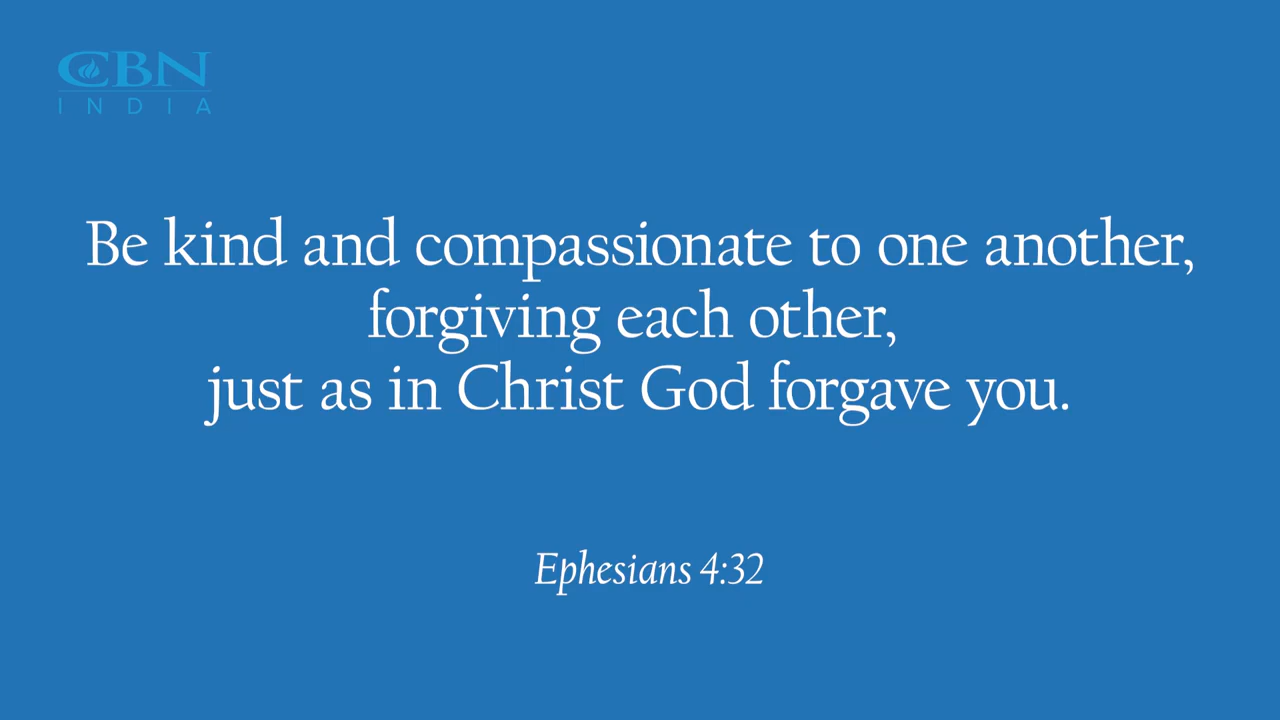 CBN
INDIA
Be kind and compassionate to one another,
forgiving each other,
just as in Christ God forgave you.
Ephesians 4:32